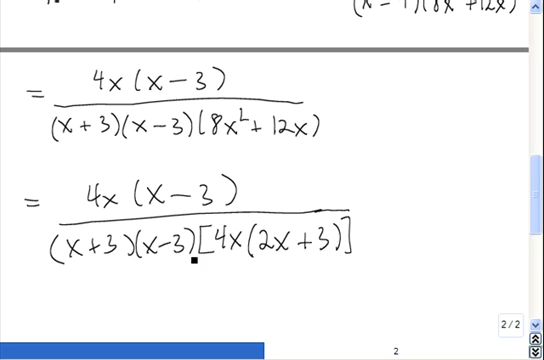 = 4x(x-3)
(x+3)(x-3)(8x²+12x)
= 4x(x-3)
(x+3)(x-3)[4x(2x+3)]
2/2
2